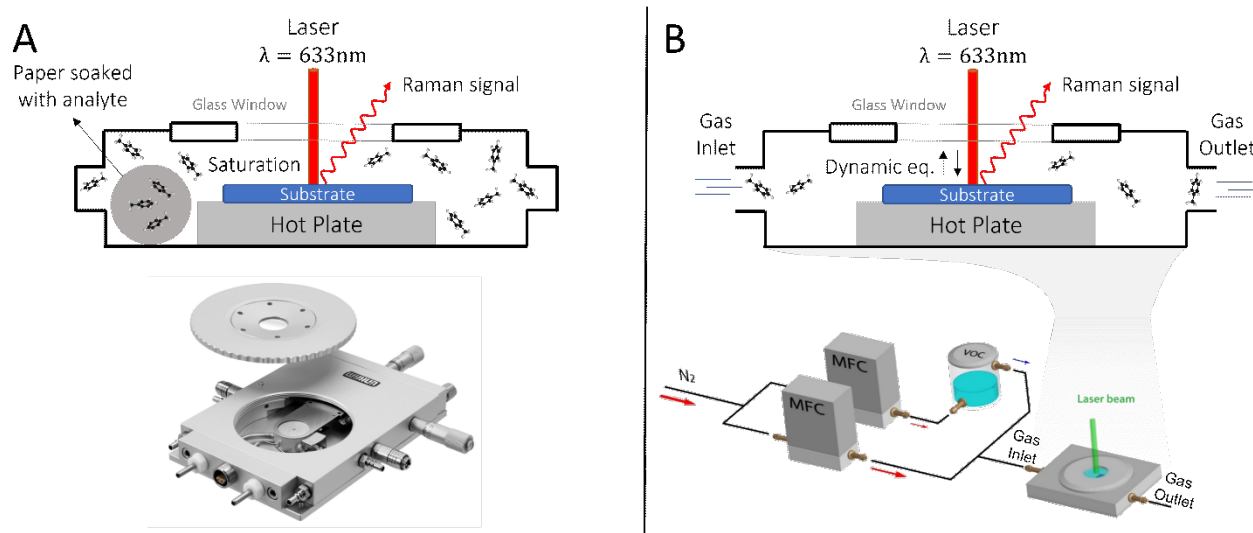 A
Laser
λ = 633nm
Paper soaked
with analyte
Raman signal
Glass Window
Saturation
Substrate
Hot Plate
B
Laser
λ = 633nm
Raman signal
Glass Window
Gas
Inlet
Gas
Outlet
Dynamic eq.
Substrate
Hot Plate
N₂
MFC
MFC
VOC
Laser beam
Gas
Inlet
Gas
Outlet